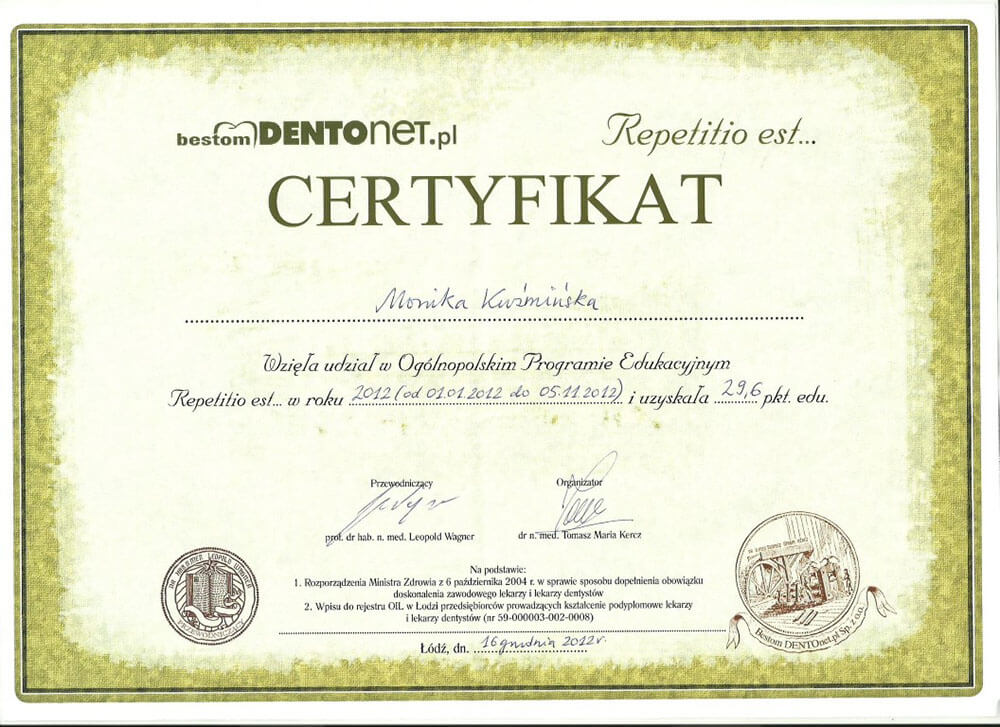 bestom DENTOnet.pl
Repetitio est...
CERTYFIKAT
Monika Kuźmińska
Wzięła udział w Ogólnopolskim Programie Edukacyjnym
Repetitio est... w roku 2012 (od 01.01.2012 do 05.11.2012) i uzyskała 29,6 pkt. edu.
Przewodniczący
Organizator
prof. dr hab. n. med. Leopold Wagner
dr n. med. Tomasz Maria Kercz
Na podstawie:
1. Rozporządzenia Ministra Zdrowia z 6 października 2004 r. w sprawie sposobu dopełnienia obowiązku
doskonalenia zawodowego lekarzy i lekarzy dentystów
2. Wpisu do rejestru OIL w Łodzi przedsiębiorców prowadzących kształcenie podyplomowe lekarzy
i lekarzy dentystów (nr 59-000003-002-0008)
Łódź, dn. 16 grudnia 2012r.
LEOPOLD WAGNER
PRZEWODNICZĄCY
Bestom DENTOnet.pl Sp. z o.o.